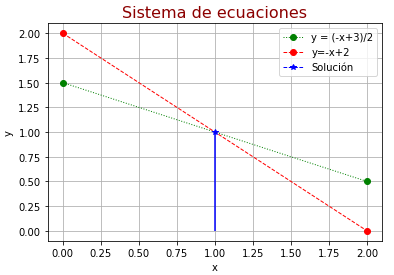 Sistema de ecuaciones
y = (-x+3)/2
y=-x+2
Solución
2.00
1.75
1.50
1.25
1.00
0.75
0.50
0.25
0.00
y
0.00 0.25 0.50 0.75 1.00 1.25 1.50 1.75 2.00
x